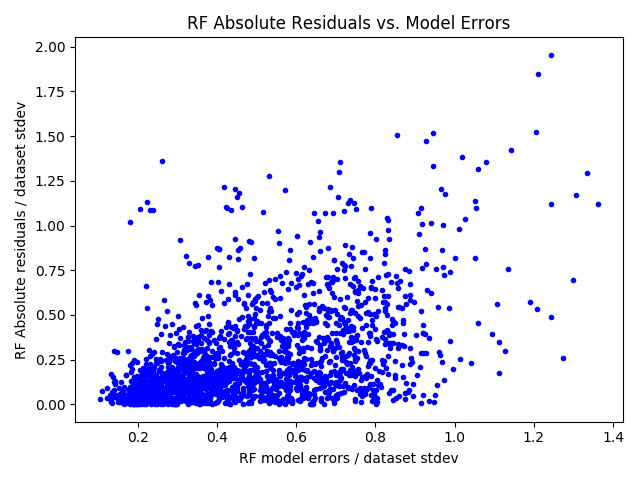 RF Absolute Residuals vs. Model Errors
2.00
1.75
1.50
1.25
1.00
0.75
0.50
0.25
0.00
RF Absolute residuals / dataset stdev
0.2 0.4 0.6 0.8 1.0 1.2 1.4
RF model errors / dataset stdev